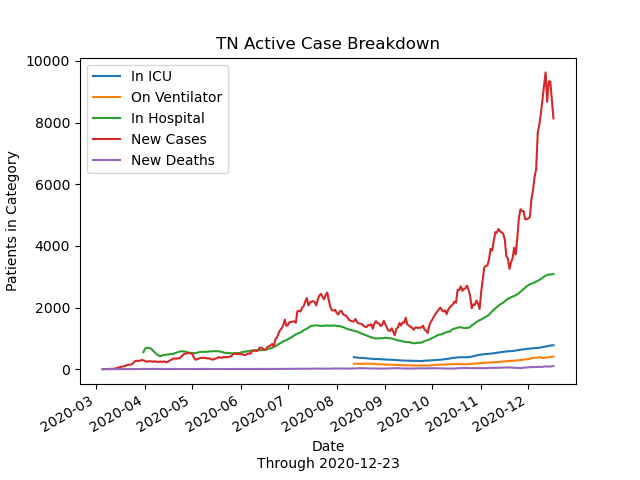 TN Active Case Breakdown
In ICU
On Ventilator
In Hospital
New Cases
New Deaths
Patients in Category
10000
8000
6000
4000
2000
0
2020-03
2020-04
2020-05
2020-06
2020-07
2020-08
2020-09
2020-10
2020-11
2020-12
Date
Through 2020-12-23